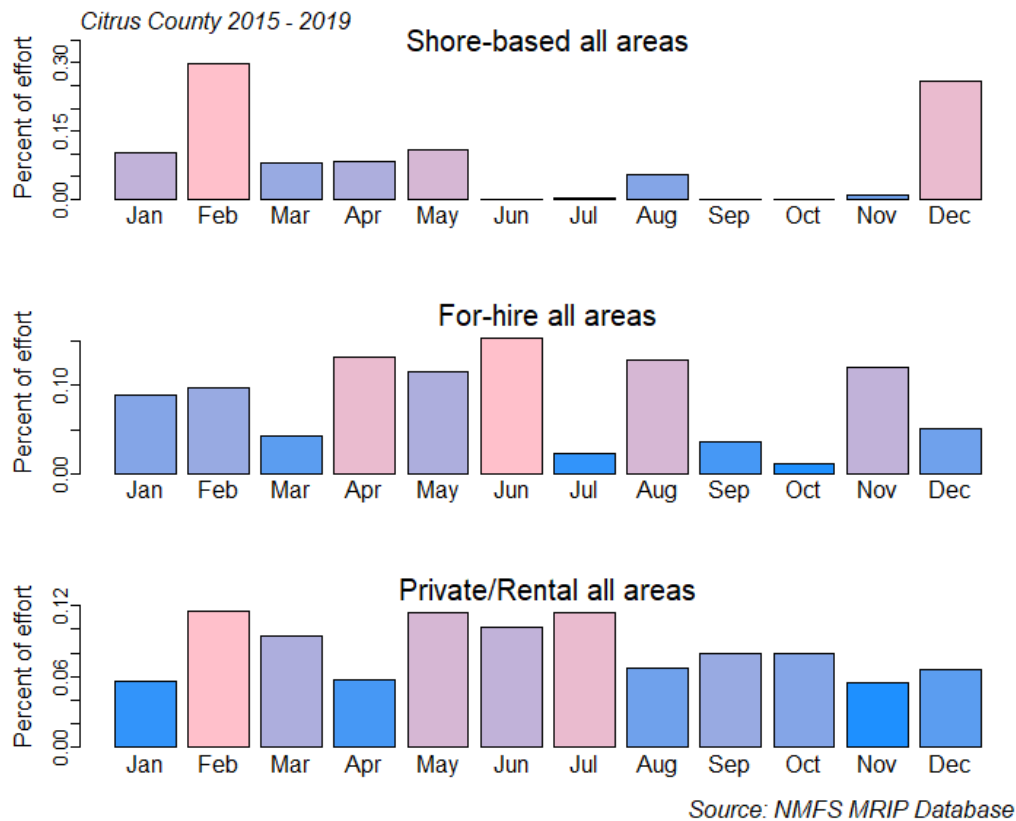 Citrus County 2015 - 2019
Shore-based all areas
Percent of effort
0.30
0.15
0.00
Jan Feb Mar Apr May Jun Jul Aug Sep Oct Nov Dec
For-hire all areas
Percent of effort
0.10
0.00
Jan Feb Mar Apr May Jun Jul Aug Sep Oct Nov Dec
Private/Rental all areas
Percent of effort
0.12
0.06
0.00
Jan Feb Mar Apr May Jun Jul Aug Sep Oct Nov Dec
Source: NMFS MRIP Database